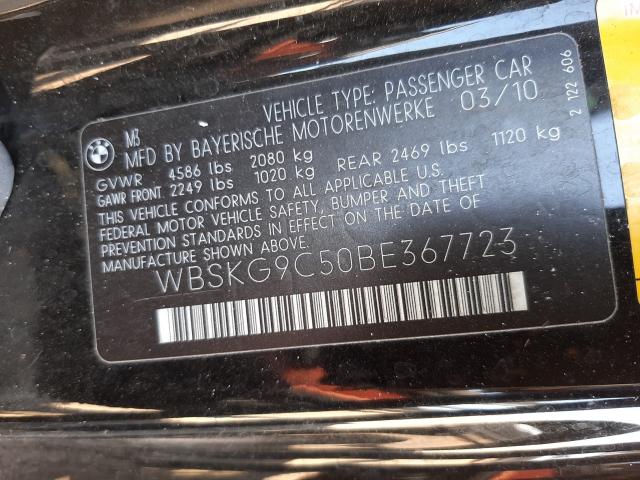 VEHICLE TYPE: PASSENGER CAR
M3
MFD BY BAYERISCHE MOTORENWERKE 03/10
GVWR 4586 lbs 2080 kg
GAWR FRONT 2249 lbs 1020 kg REAR 2469 lbs 1120 kg
THIS VEHICLE CONFORMS TO ALL APPLICABLE U.S.
FEDERAL MOTOR VEHICLE SAFETY, BUMPER AND THEFT
PREVENTION STANDARDS IN EFFECT ON THE DATE OF
MANUFACTURE SHOWN ABOVE.
WBSKG9C50BE367723
2 122 606
BMW